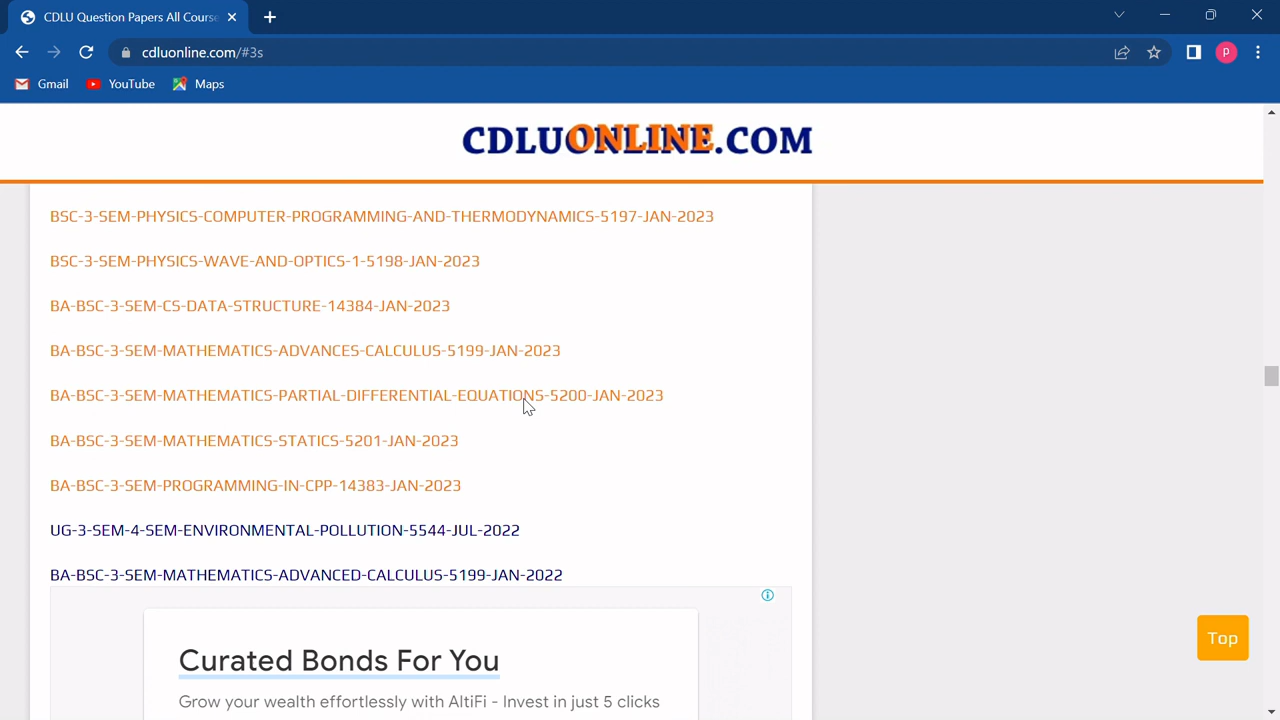 CDLU Question Papers All Course
cdluonline.com/#3s
P
Gmail
YouTube
Maps
CDLUONLINE.COM
BSC-3-SEM-PHYSICS-COMPUTER-PROGRAMMING-AND-THERMODYNAMICS-5197-JAN-2023
BSC-3-SEM-PHYSICS-WAVE-AND-OPTICS-1-5198-JAN-2023
BA-BSC-3-SEM-CS-DATA-STRUCTURE-14384-JAN-2023
BA-BSC-3-SEM-MATHEMATICS-ADVANCES-CALCULUS-5199-JAN-2023
BA-BSC-3-SEM-MATHEMATICS-PARTIAL-DIFFERENTIAL-EQUATIONS-5200-JAN-2023
BA-BSC-3-SEM-MATHEMATICS-STATICS-5201-JAN-2023
BA-BSC-3-SEM-PROGRAMMING-IN-CPP-14383-JAN-2023
UG-3-SEM-4-SEM-ENVIRONMENTAL-POLLUTION-5544-JUL-2022
BA-BSC-3-SEM-MATHEMATICS-ADVANCED-CALCULUS-5199-JAN-2022
Top
Curated Bonds For You
Grow your wealth effortlessly with AltiFi - Invest in just 5 clicks